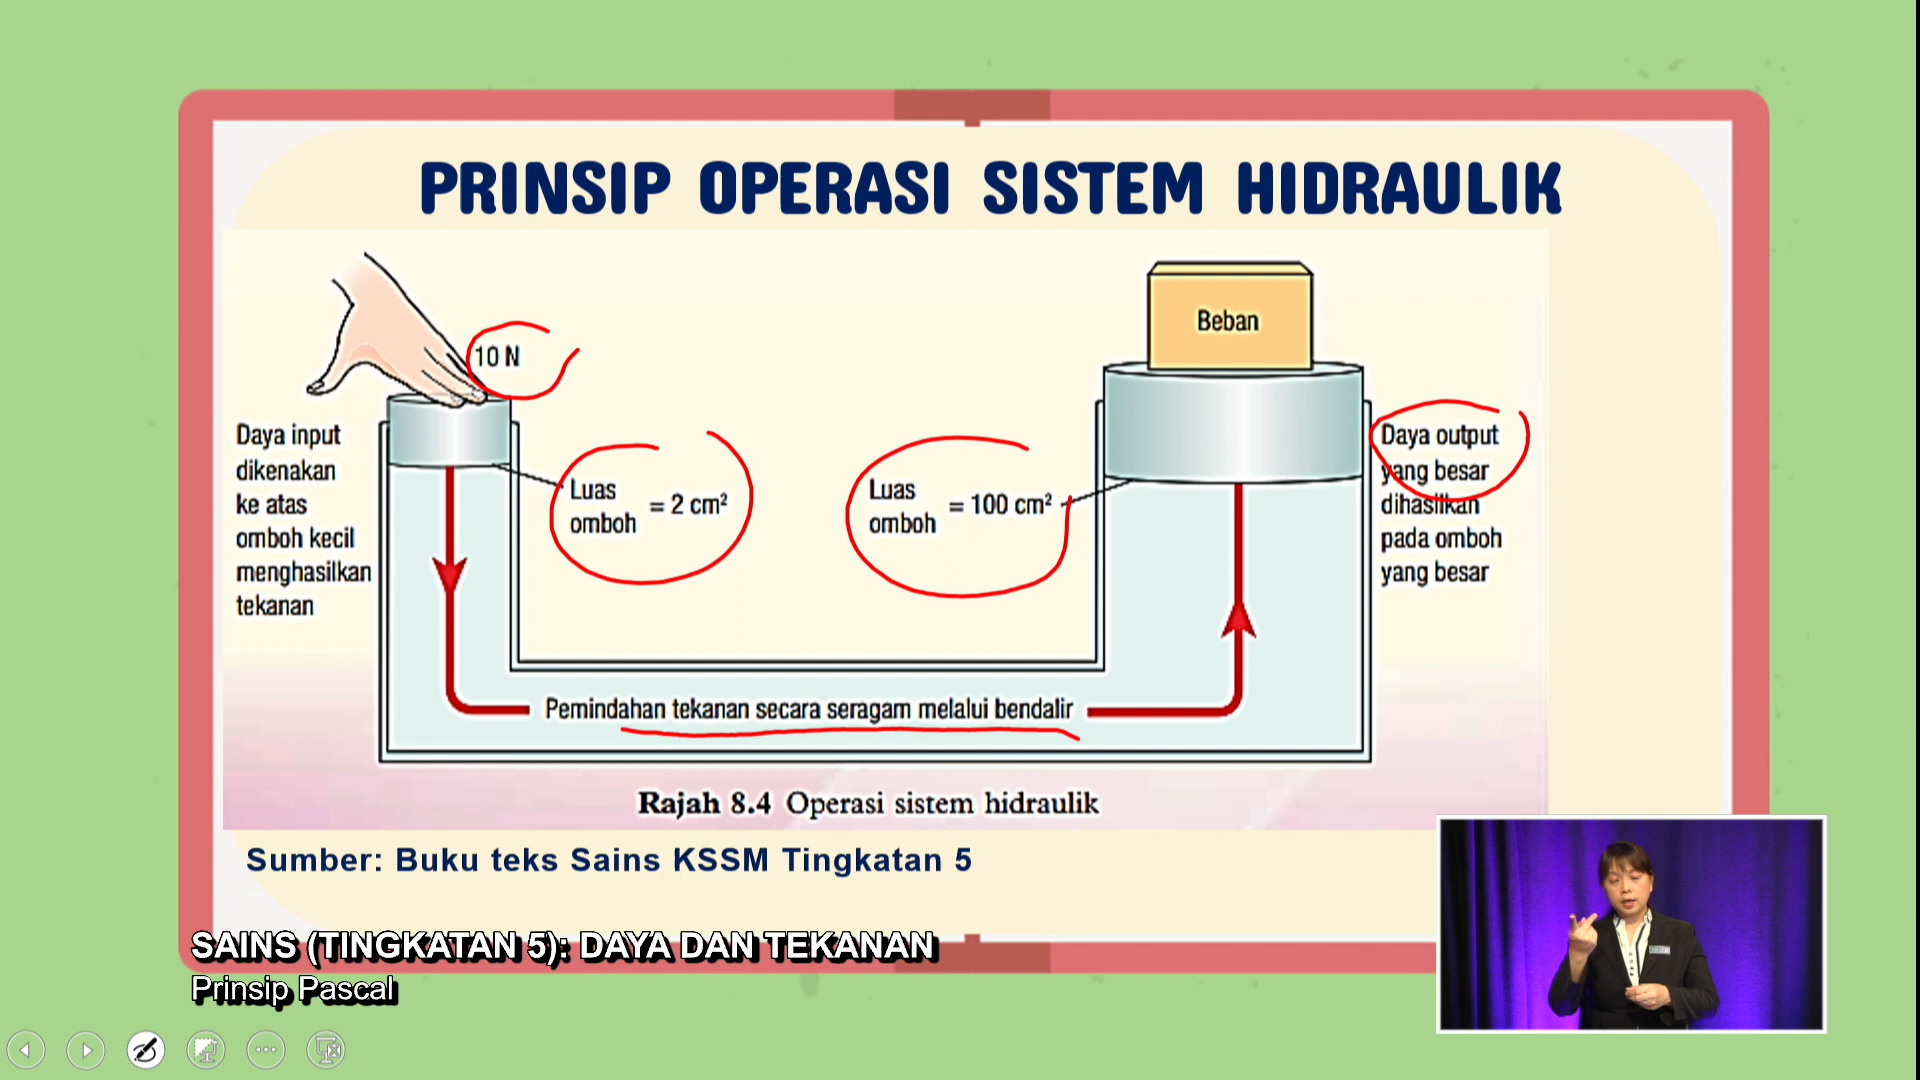 PRINSIP OPERASI SISTEM HIDRAULIK
10 N
Beban
Daya input
dikenakan
ke atas
omboh kecil
menghasilkan
tekanan
Luas
omboh
= 2 cm²
Luas
omboh
= 100 cm²
Daya output
yang besar
dihasilkan
pada omboh
yang besar
Pemindahan tekanan secara seragam melalui bendalir
Rajah 8.4 Operasi sistem hidraulik
Sumber: Buku teks Sains KSSM Tingkatan 5
SAINS (TINGKATAN 5): DAYA DAN TEKANAN
Prinsip Pascal